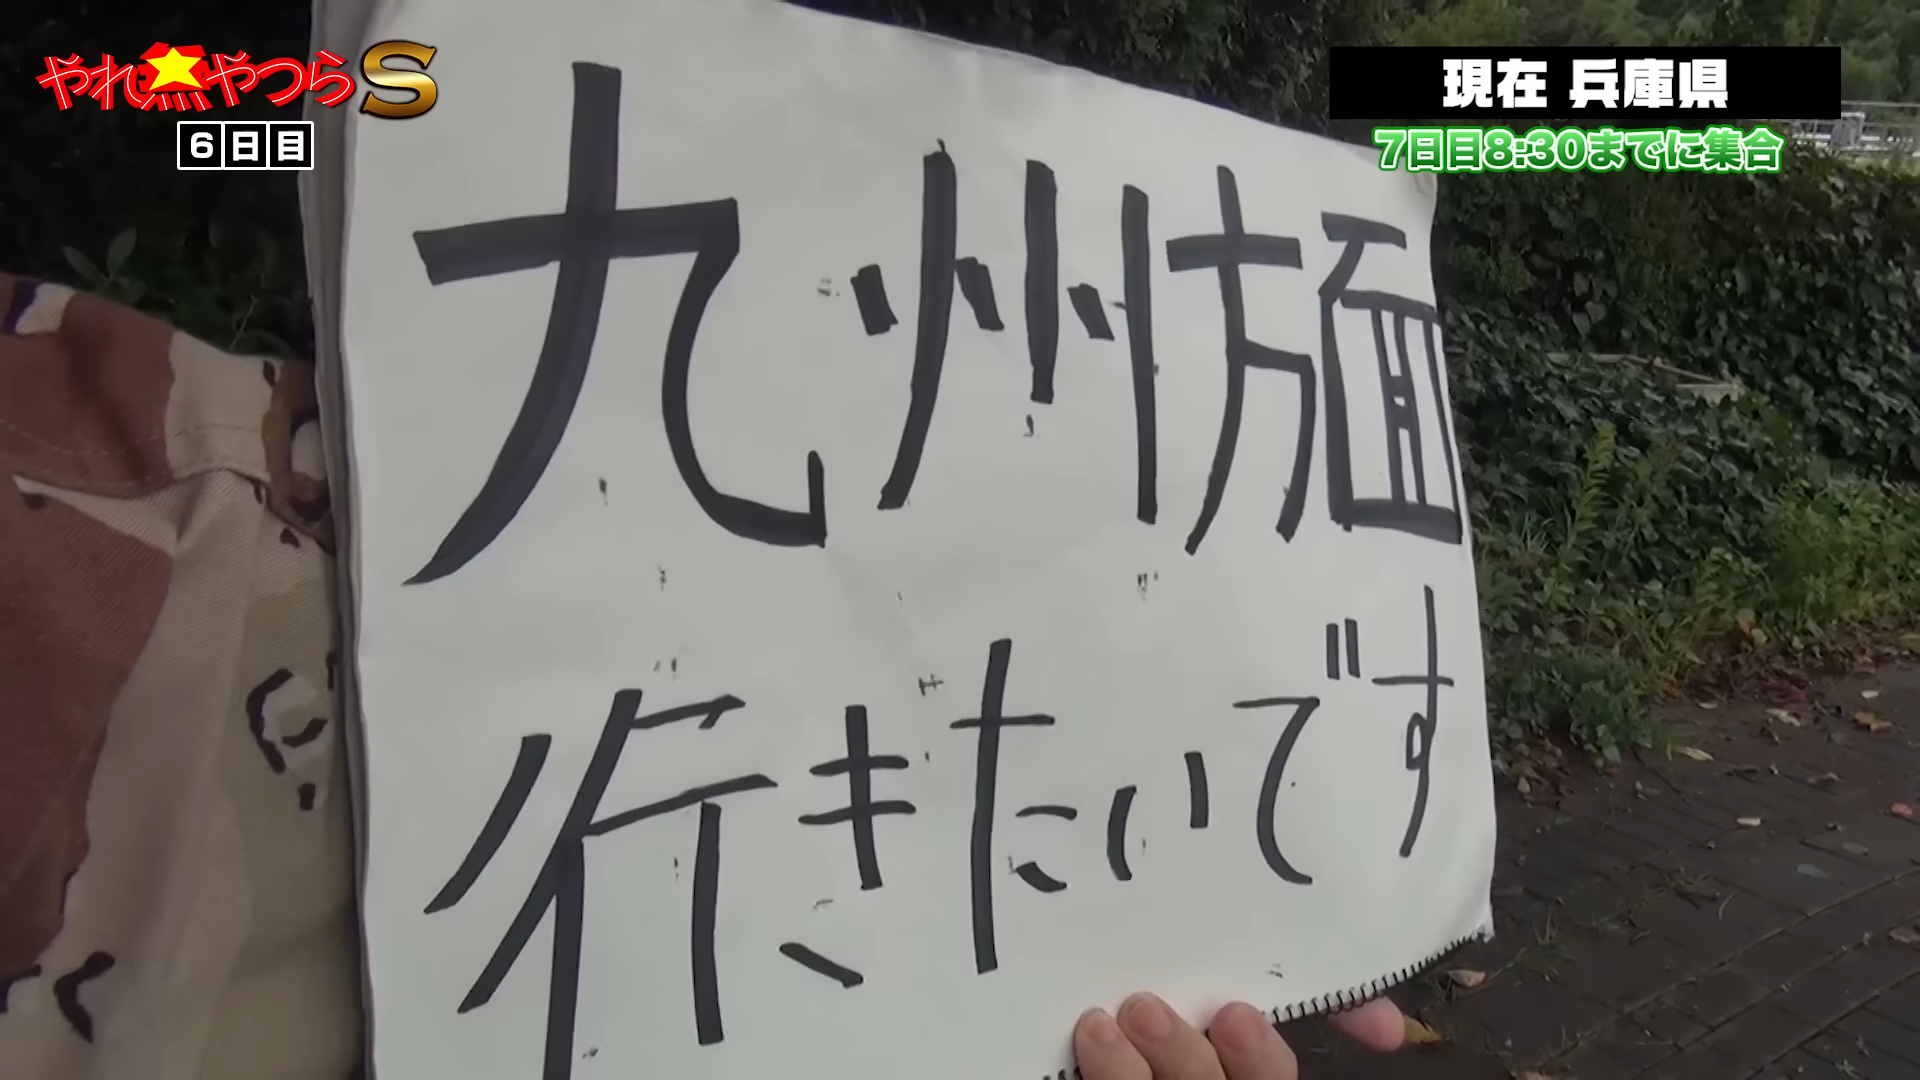 やれ点やつらS
6日目
現在 兵庫県
7日目8:30までに集合
九州方面
行きたいです